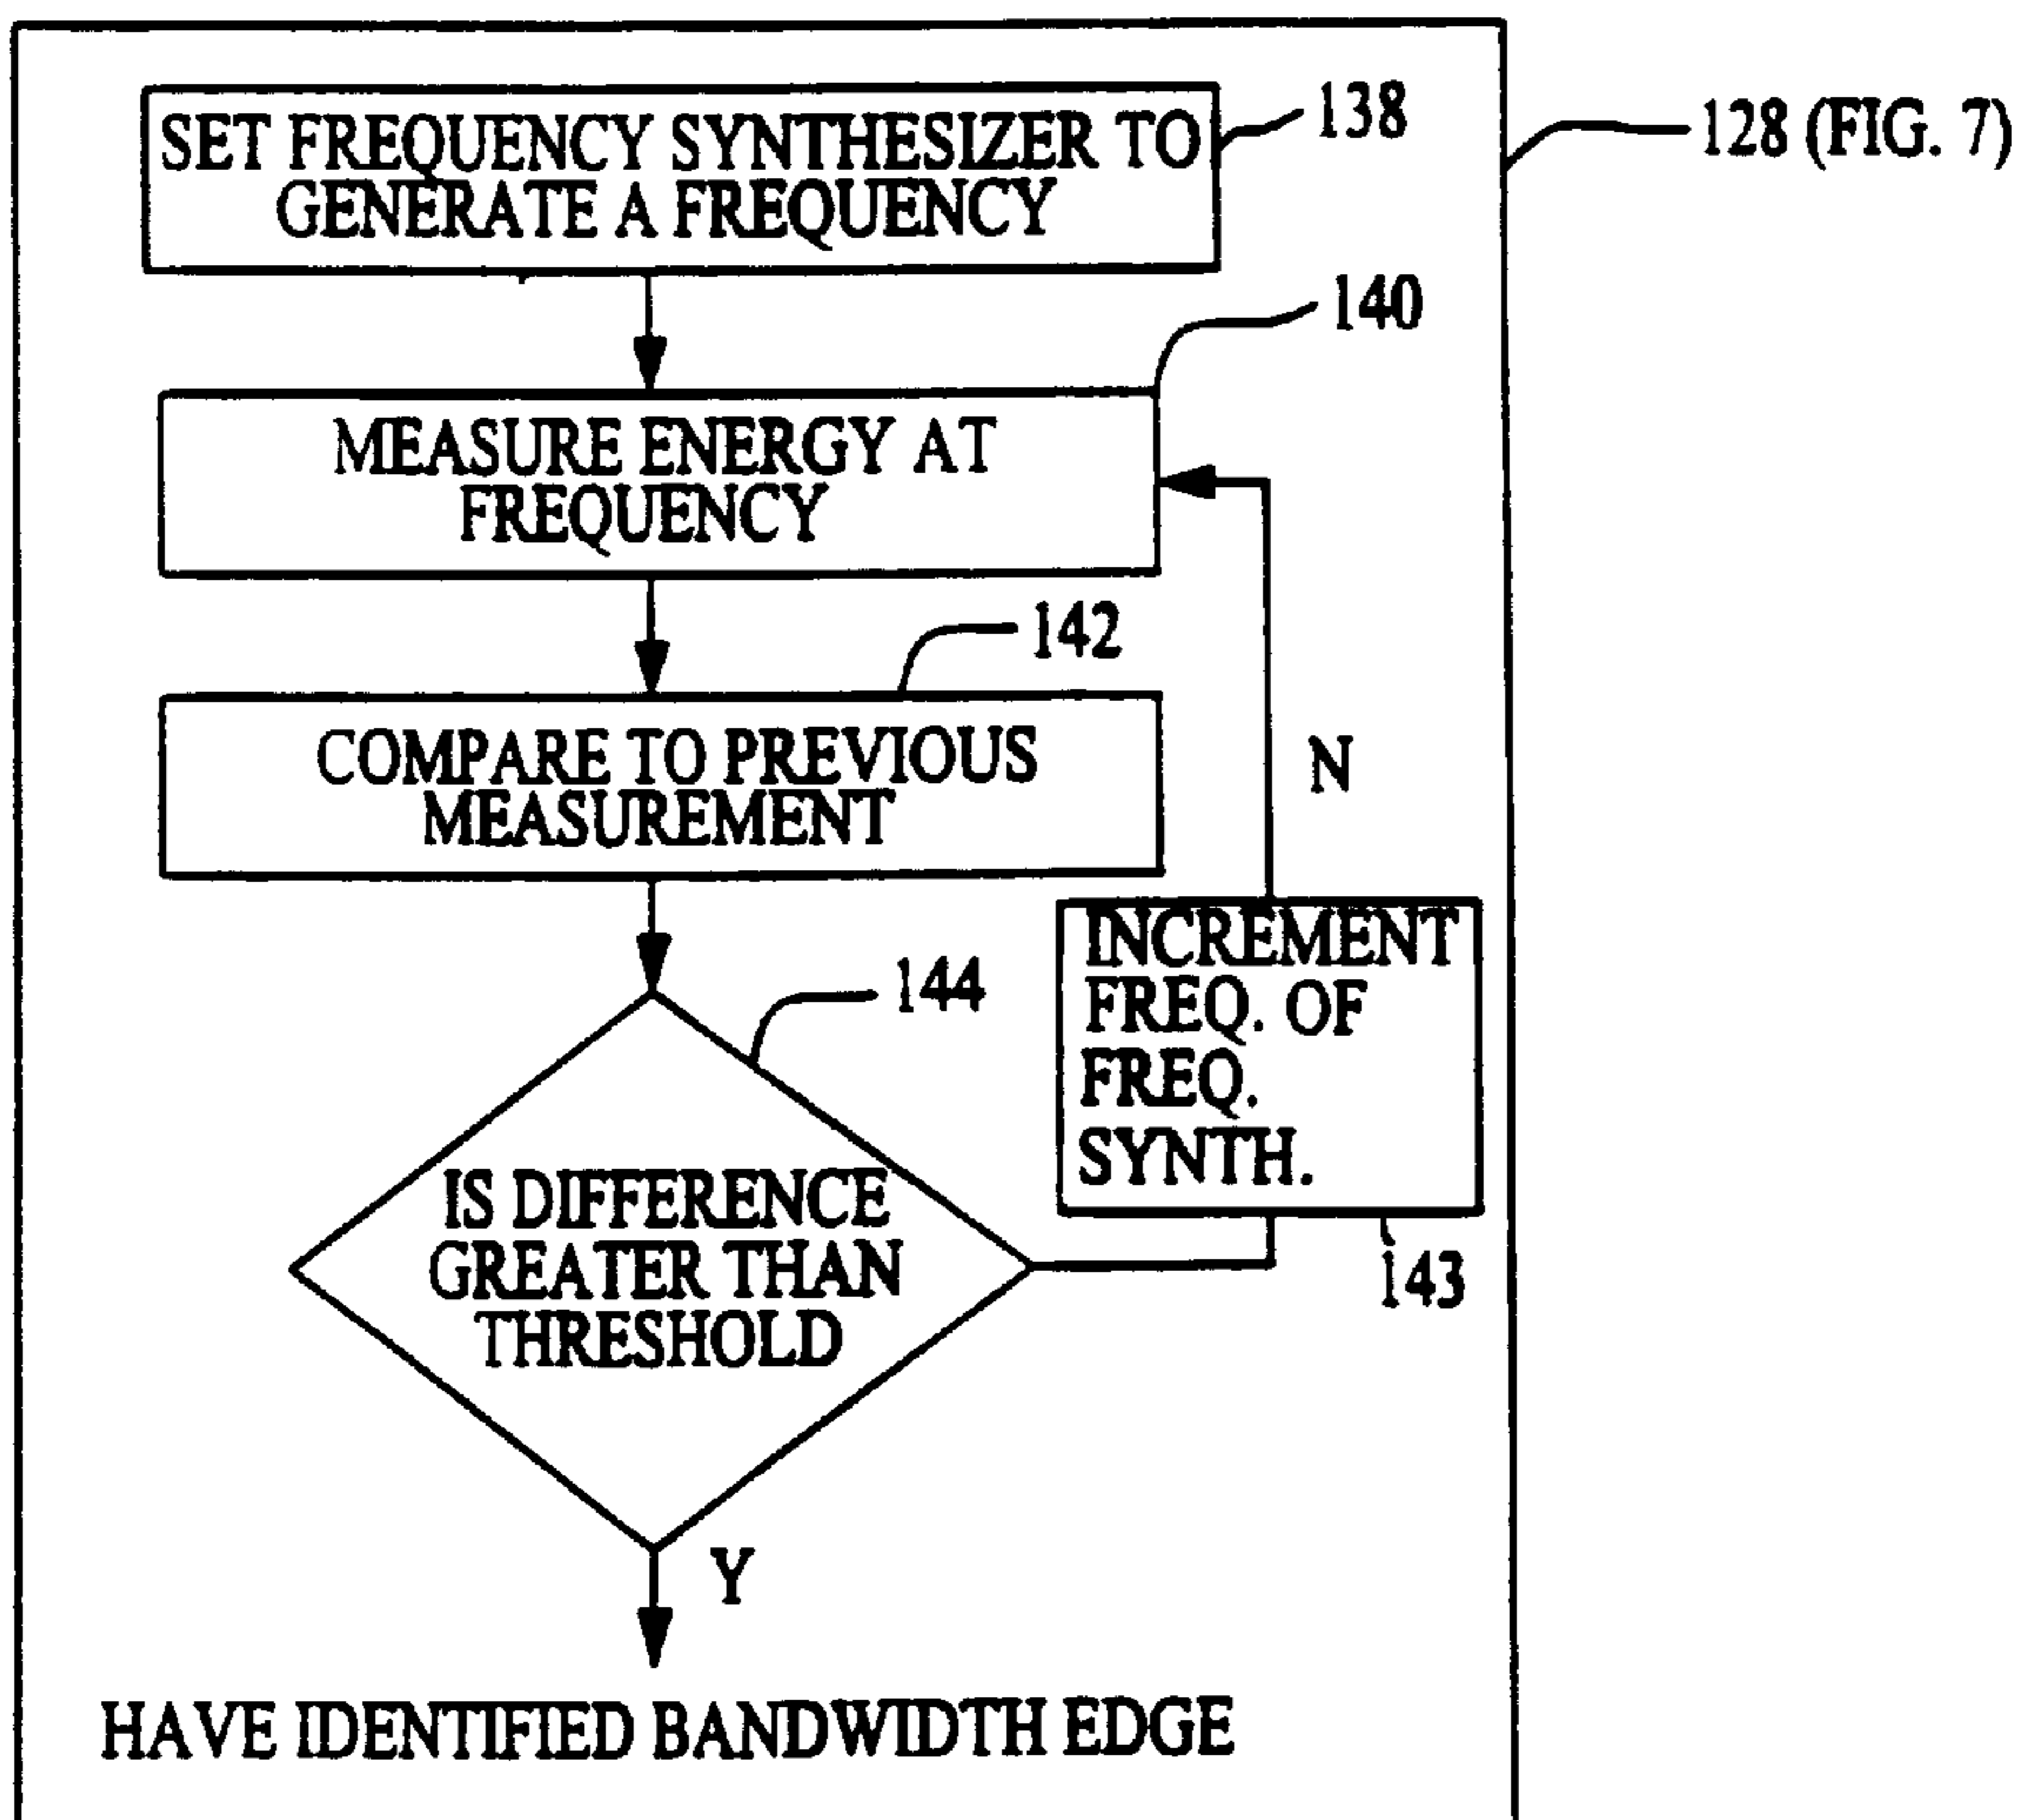 SET FREQUENCY SYNTHESIZER TO
GENERATE A FREQUENCY
138
128 (FIG. 7)
140
MEASURE ENERGY AT
FREQUENCY
142
COMPARE TO PREVIOUS
MEASUREMENT
N
INCREMENT
FREQ. OF
FREQ.
SYNTH.
143
144
IS DIFFERENCE
GREATER THAN
THRESHOLD
Y
HAVE IDENTIFIED BANDWIDTH EDGE